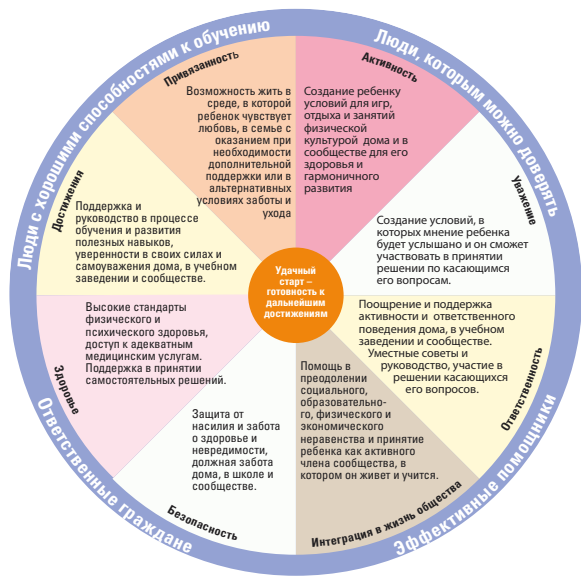 Люди с хорошими способностями к обучению
Люди, которым можно доверять
Эффективные помощники
Ответственные граждане
Привязанность
Возможность жить в
среде, в которой
ребенок чувствует
любовь, в семье с
оказанием при
необходимости
дополнительной
поддержки или в
альтернативных
условиях заботы и
ухода
Активность
Создание ребенку
условий для игр,
отдыха и занятий
физической
культурой дома и в
сообществе для его
здоровья и
гармоничного
развития
Уважение
Создание условий, в
которых мнение ребенка
будет услышано и он сможет
участвовать в принятии
решении по касающимся
его вопросам.
Ответственность
Поощрение и поддержка
активности и ответственного
поведения дома, в учебном
заведении и сообществе.
Уместные советы и
руководство, участие в
решении касающихся
его вопросов.
Интеграция в жизнь общества
Помощь в
преодолении
социального,
образовательно-
го, физического и
экономического
неравенства и принятие
ребенка как активного
члена сообщества, в
котором он живет и учится.
Безопасность
Защита от
насилия и забота
о здоровье и
невредимости,
должная забота
дома, в школе и
сообществе.
Здоровье
Высокие стандарты
физического и
психического здоровья,
доступ к адекватным
медицинским услугам.
Поддержка в принятии
самостоятельных решений.
Достижения
Поддержка и
руководство в процессе
обучения и развития
полезных навыков,
уверенности в своих силах и
самоуважения дома, в учебном
заведении и сообществе.
Удачный
старт –
готовность к
дальнейшим
достижениям